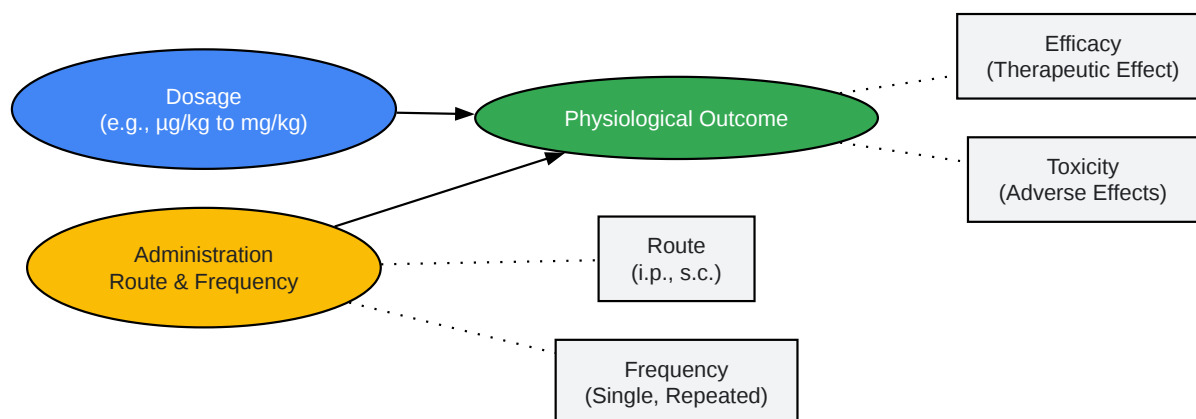 Dosage
(e.g., µg/kg to mg/kg)
Physiological Outcome
Efficacy
(Therapeutic Effect)
Toxicity
(Adverse Effects)
Administration
Route & Frequency
Route
(i.p., s.c.)
Frequency
(Single, Repeated)